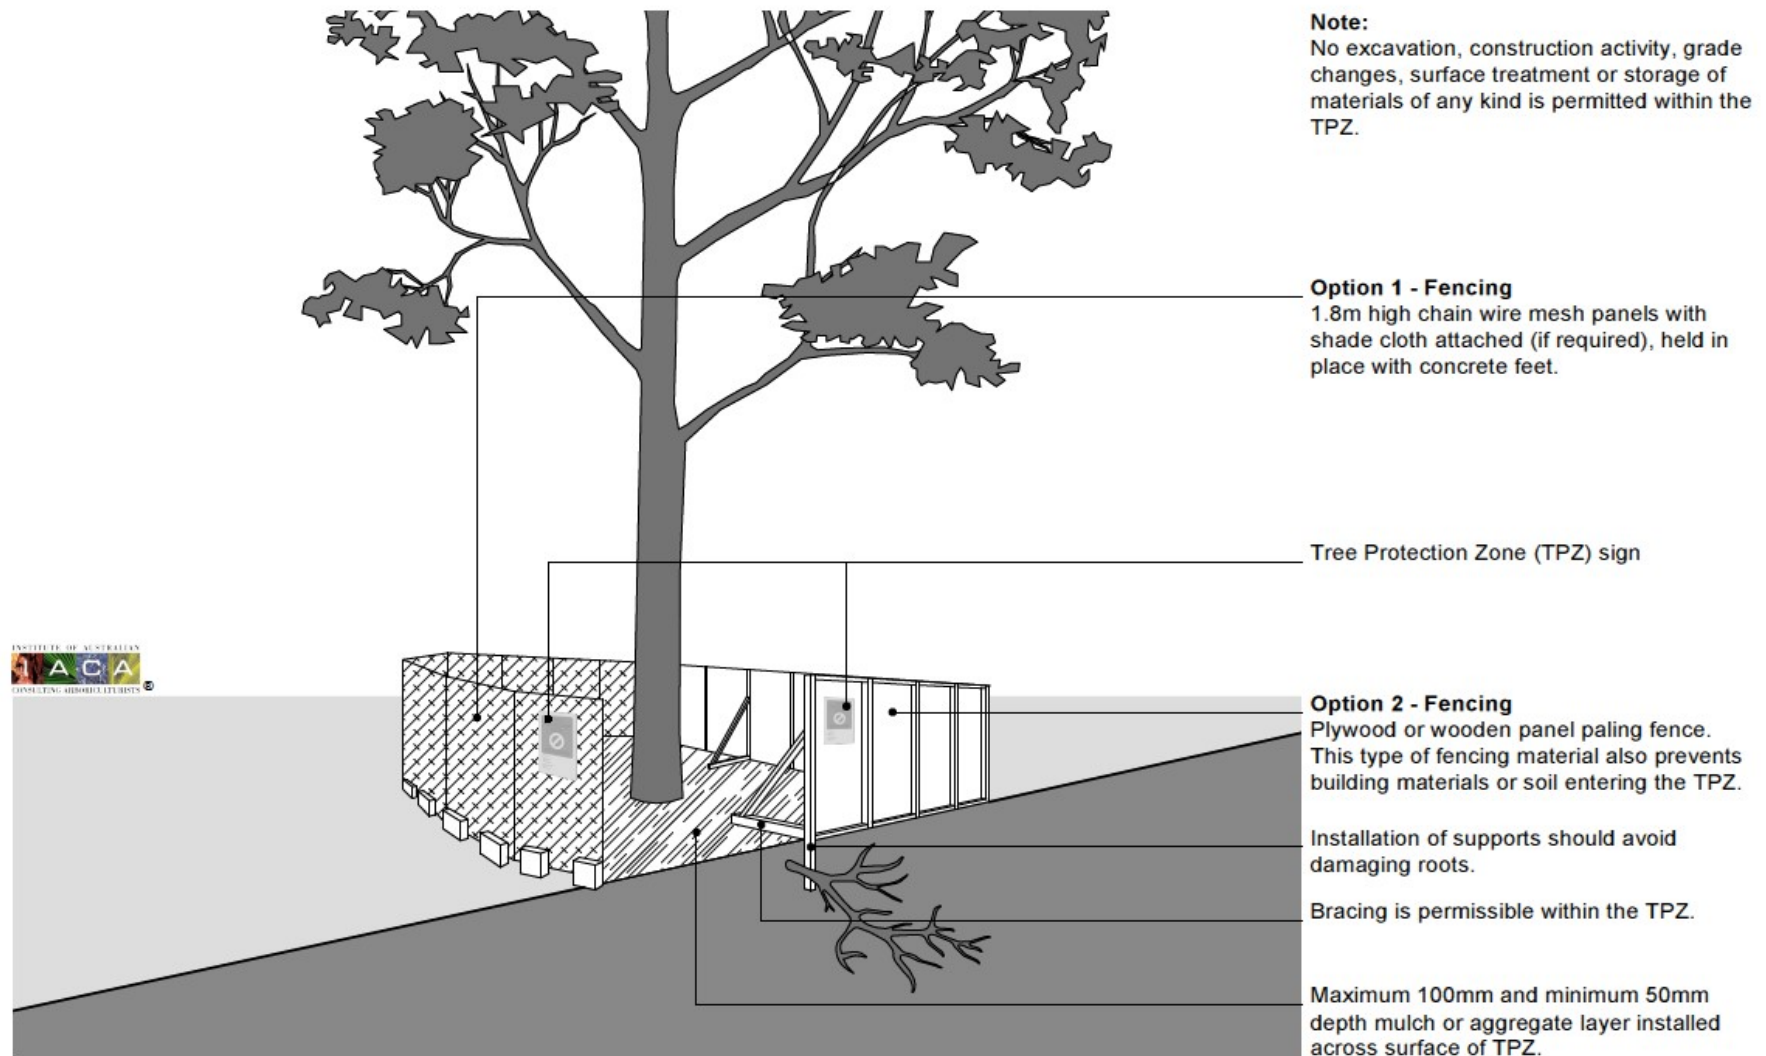 Note:
No excavation, construction activity, grade
changes, surface treatment or storage of
materials of any kind is permitted within the
TPZ.
Option 1 - Fencing
1.8m high chain wire mesh panels with
shade cloth attached (if required), held in
place with concrete feet.
Tree Protection Zone (TPZ) sign
INSTITUTE OF AUSTRALIAN
IACA
CONSULTING ARBORICULTURISTS ®
Option 2 - Fencing
Plywood or wooden panel paling fence.
This type of fencing material also prevents
building materials or soil entering the TPZ.
Installation of supports should avoid
damaging roots.
Bracing is permissible within the TPZ.
Maximum 100mm and minimum 50mm
depth mulch or aggregate layer installed
across surface of TPZ.